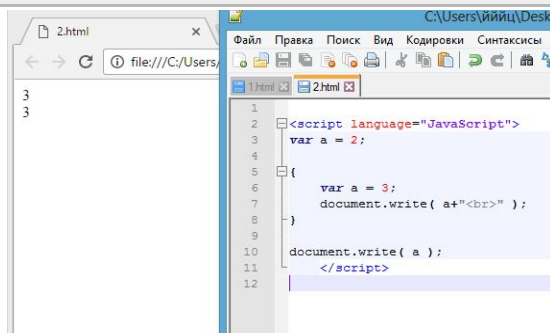 2.html
file:///C:/Users/
3
3
C:\Users\йййц\Desk
Файл Правка Поиск Вид Кодировки Синтаксисы
1.html 2.html
1
2 <script language="JavaScript">
3 var a = 2;
4
5 {
6 var a = 3;
7 document.write( a+"<br>" );
8 }
9
10 document.write( a );
11 </script>
12